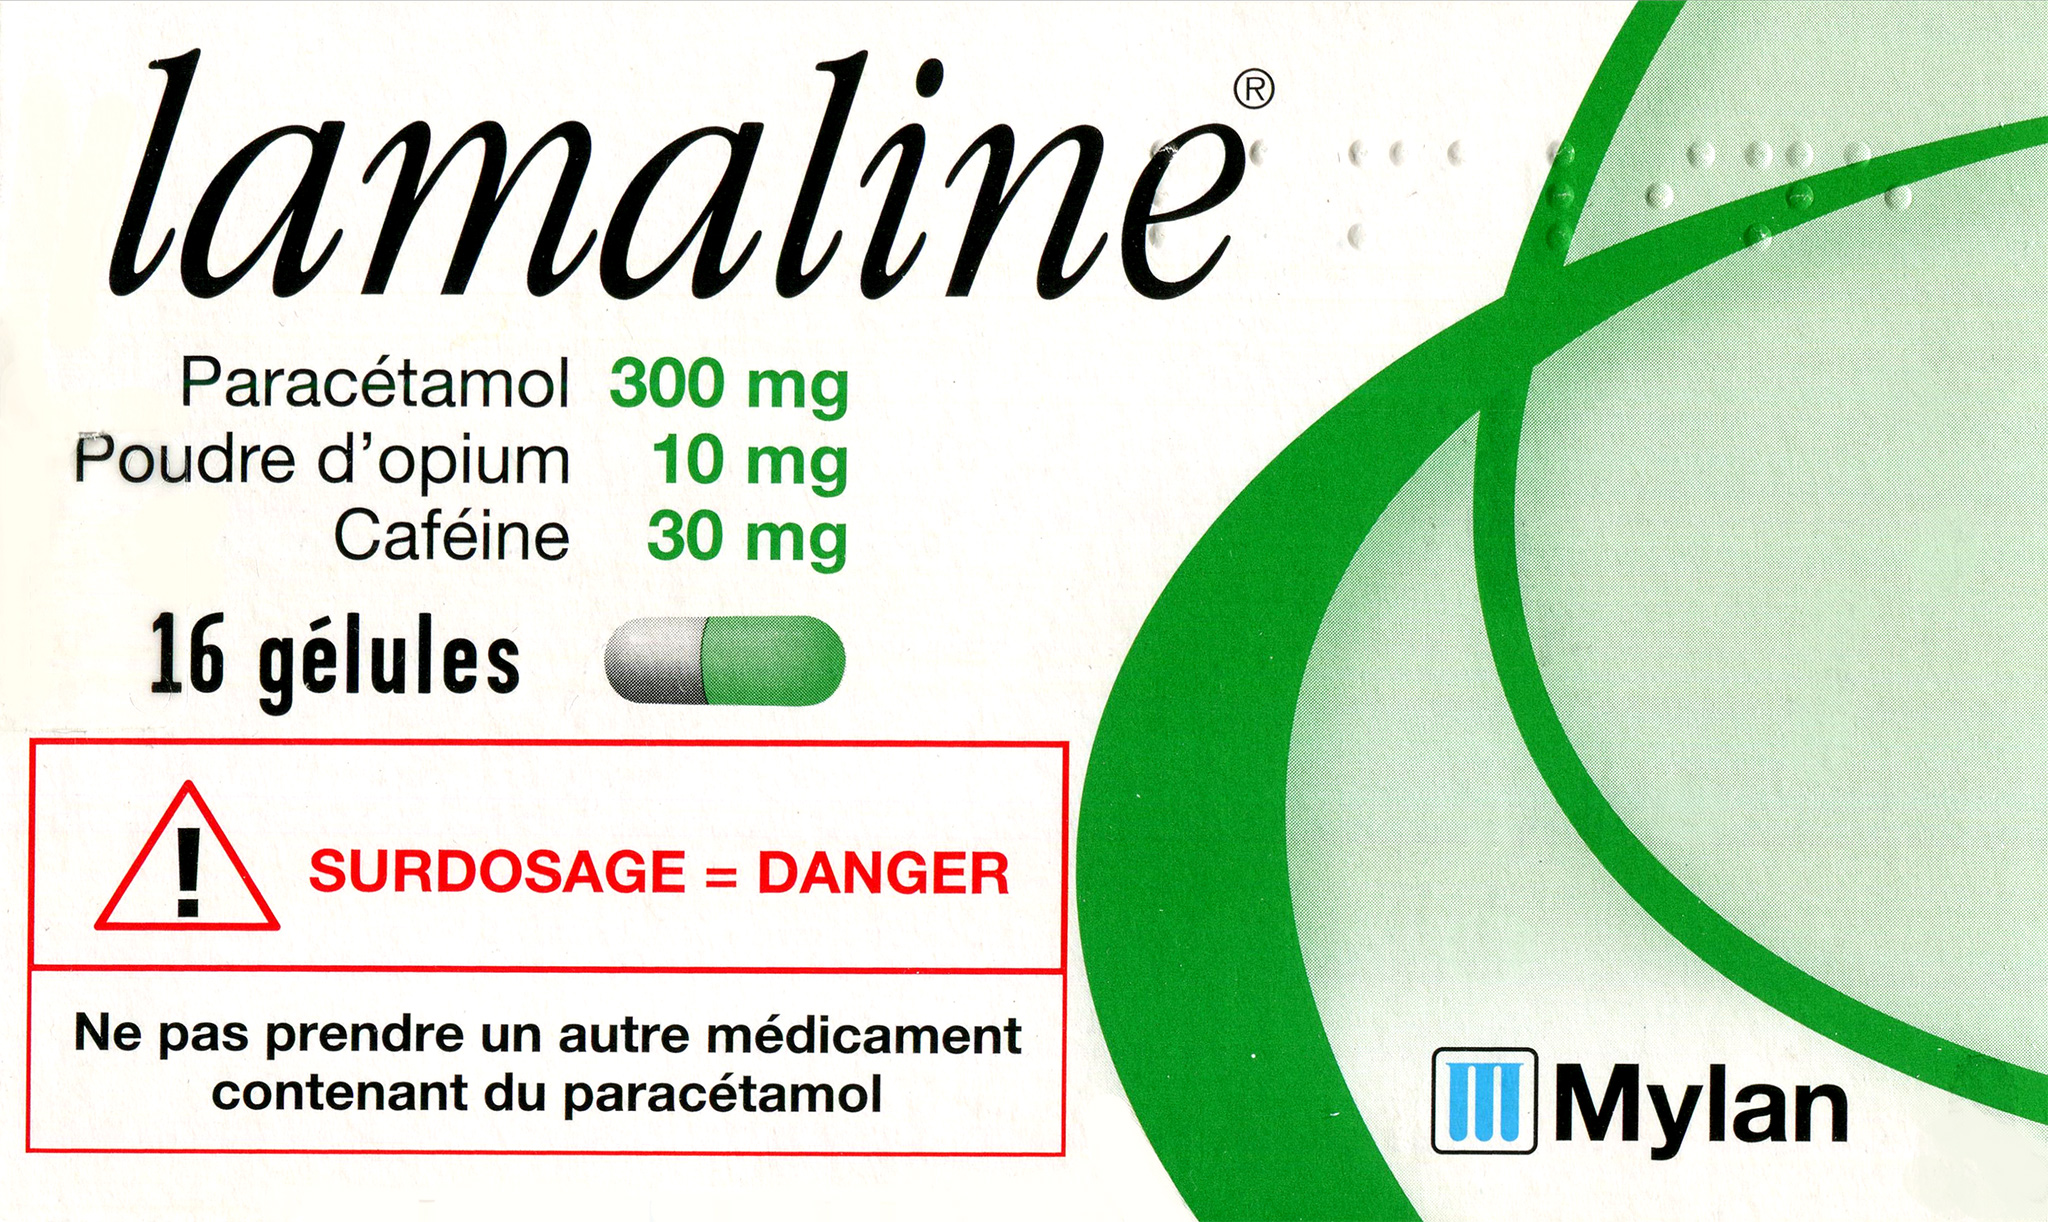 lamaline®
Paracétamol 300 mg
Poudre d'opium 10 mg
Caféine 30 mg
16 gélules
! SURDOSAGE = DANGER
Ne pas prendre un autre médicament
contenant du paracétamol
Mylan